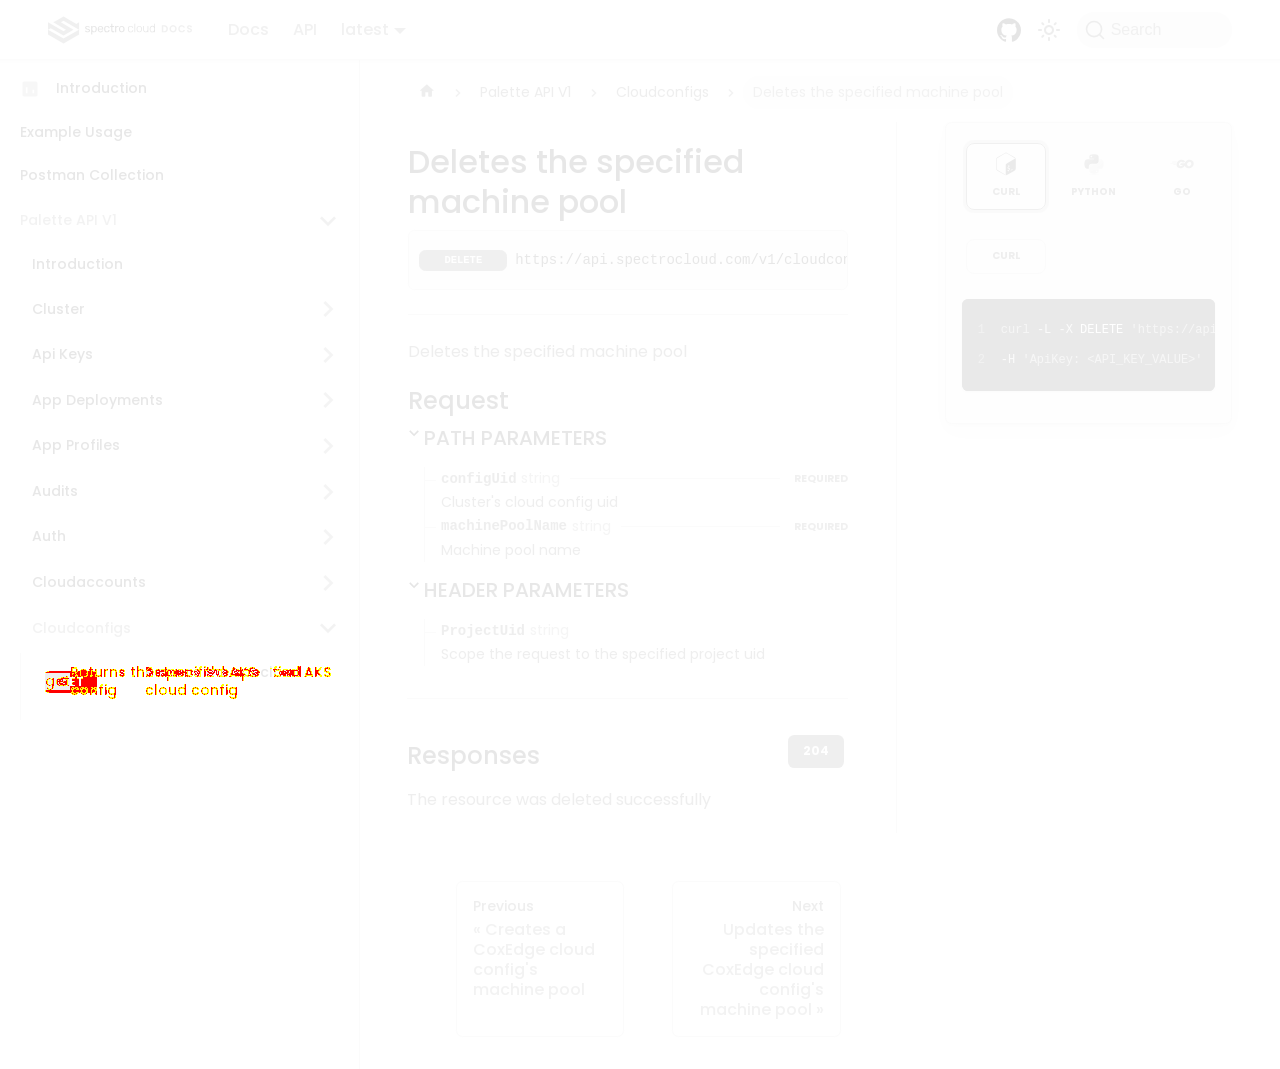 spectro cloud DOCS Docs API latest Search
Introduction
Example Usage
Postman Collection
Palette API V1
Introduction
Cluster
Api Keys
App Deployments
App Profiles
Audits
Auth
Cloudaccounts
Cloudconfigs
cloud config
Palette API V1 Cloudconfigs Deletes the specified machine pool
Deletes the specified
machine pool
DELETE https://api.spectrocloud.com/v1/cloudcon
Deletes the specified machine pool
Request
PATH PARAMETERS
configUid string REQUIRED
Cluster's cloud config uid
machinePoolName string REQUIRED
Machine pool name
HEADER PARAMETERS
ProjectUid string
Scope the request to the specified project uid
Responses 204
The resource was deleted successfully
Previous
« Creates a
CoxEdge cloud
config's
machine pool
Next
Updates the
specified
CoxEdge cloud
config's
machine pool »
CURL PYTHON GO
CURL
1 curl -L -X DELETE 'https://api
2 -H 'ApiKey: <API_KEY_VALUE>'